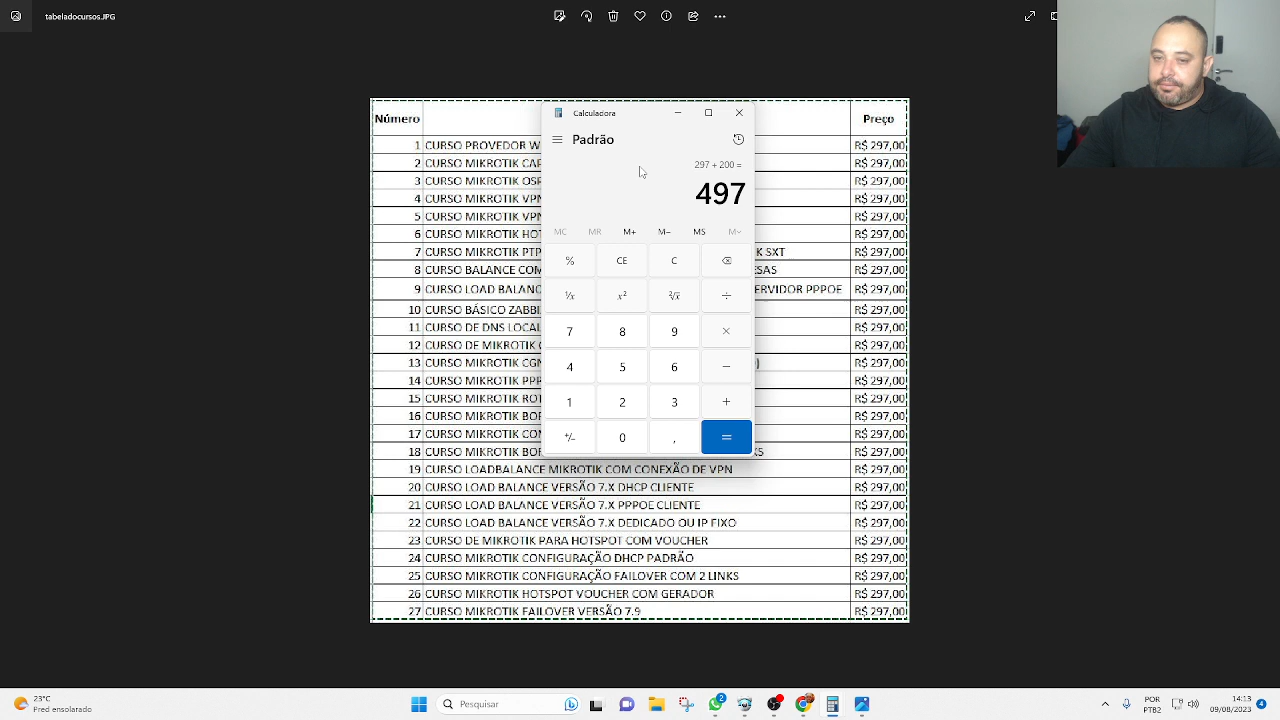 tabeladocursos.JPG
Número Preço
1 CURSO PROVEDOR W R$ 297,00
2 CURSO MIKROTIK CAP R$ 297,00
3 CURSO MIKROTIK OSP R$ 297,00
4 CURSO MIKROTIK VPN R$ 297,00
5 CURSO MIKROTIK VPN R$ 297,00
6 CURSO MIKROTIK HOT R$ 297,00
7 CURSO MIKROTIK PTP K SXT R$ 297,00
8 CURSO BALANCE COM SAS R$ 297,00
9 CURSO LOAD BALANC ERVIDOR PPPOE R$ 297,00
10 CURSO BÁSICO ZABBI R$ 297,00
11 CURSO DE DNS LOCAL R$ 297,00
12 CURSO DE MIKROTIK R$ 297,00
13 CURSO MIKROTIK CGN ) R$ 297,00
14 CURSO MIKROTIK PPP R$ 297,00
15 CURSO MIKROTIK ROT R$ 297,00
16 CURSO MIKROTIK BOR R$ 297,00
17 CURSO MIKROTIK CON R$ 297,00
18 CURSO MIKROTIK BOR KS R$ 297,00
19 CURSO LOADBALANCE MIKROTIK COM CONEXÃO DE VPN R$ 297,00
20 CURSO LOAD BALANCE VERSÃO 7.X DHCP CLIENTE R$ 297,00
21 CURSO LOAD BALANCE VERSÃO 7.X PPPOE CLIENTE R$ 297,00
22 CURSO LOAD BALANCE VERSÃO 7.X DEDICADO OU IP FIXO R$ 297,00
23 CURSO DE MIKROTIK PARA HOTSPOT COM VOUCHER R$ 297,00
24 CURSO MIKROTIK CONFIGURAÇÃO DHCP PADRÃO R$ 297,00
25 CURSO MIKROTIK CONFIGURAÇÃO FAILOVER COM 2 LINKS R$ 297,00
26 CURSO MIKROTIK HOTSPOT VOUCHER COM GERADOR R$ 297,00
27 CURSO MIKROTIK FAILOVER VERSÃO 7.9 R$ 297,00
Calculadora
Padrão
297 + 200 =
497
MC MR M+ M− MS M˅
% CE C
¹/x x² ²√x ÷
7 8 9 ×
4 5 6 −
1 2 3 +
+/− 0 , =
23°C
Pred ensolarado
Pesquisar
2
POR
PTB2
14:13
09/08/2023
4